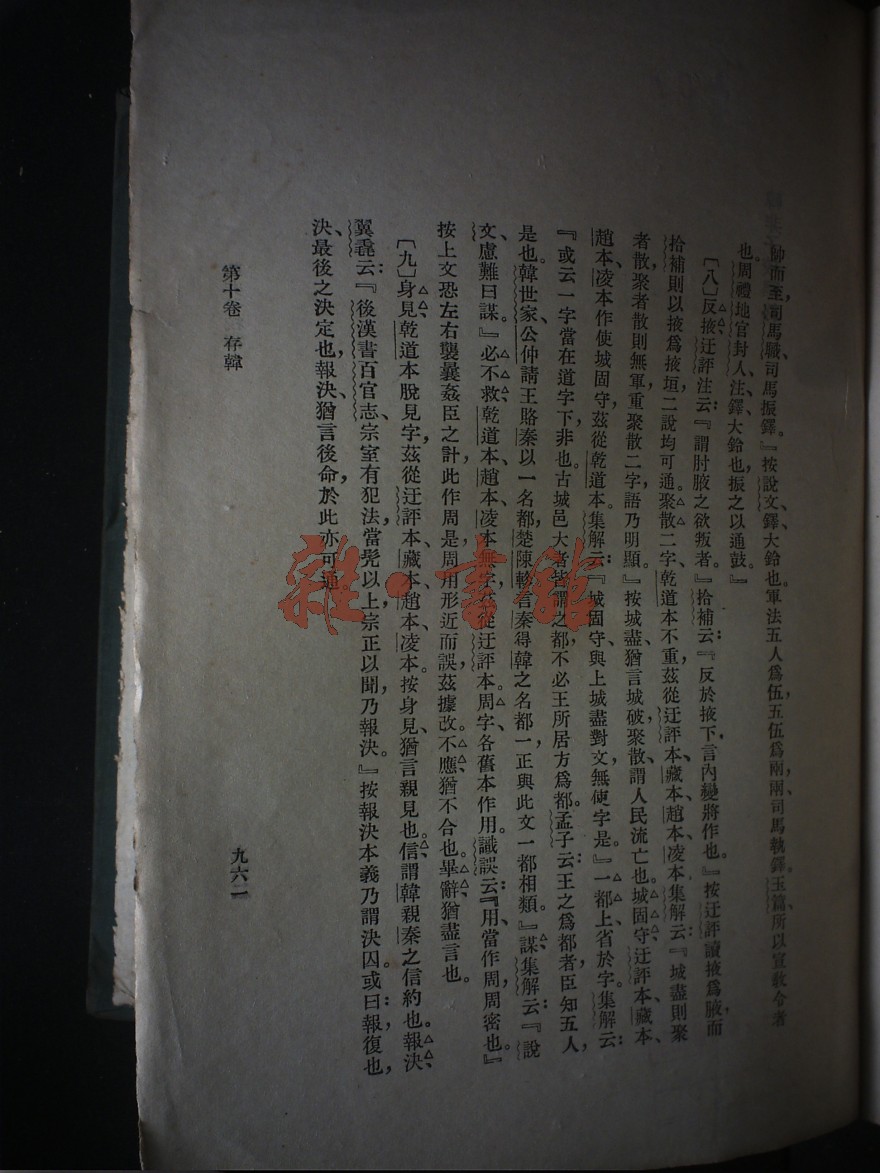 帥而至，司馬職、司馬振鐸。』按說文、鐸、大鈴也。軍法五人爲伍，五伍爲兩，兩、司馬執鐸。玉篇、所以宣敎令者
也。周禮地官封人、注、鐸、大鈴也，振之以通鼓。』
〔八〕反掖、迂評注云：『謂肘腋之欲叛者。』拾補云：『反於掖下，言內變將作也。』按迂評讀掖爲腋，而
拾補則以掖爲掖垣，二說均可通。聚散二字、乾道本不重，茲從迂評本、藏本、趙本、凌本。集解云：『城盡則聚
者散，聚者散則無軍，重聚散二字，語乃明顯。』按城盡、猶言城破，聚散、謂人民流亡也。城固守、迂評本、藏本、
趙本、凌本作使城固守，茲從乾道本。集解云：『城固守、與上城盡對文，無使字是。』一都上省於字。集解云：
『或云一字當在道字下，非也。古城邑大者皆謂之都，不必王所居方爲都。孟子云：王之爲都者，臣知五人，
是也。韓世家、公仲請王賂秦以一名都，楚陳軫言秦得韓之名都一，正與此文一都相類。』謀、集解云：『說
文、慮難曰謀。』必不救、乾道本、趙本、凌本無字，茲從迂評本。周字各舊本作用。識誤云：『用、當作周，周密也。』
按上文恐左右襲曩姦臣之計，此作周是，周用形近而誤，茲據改。不應、猶不合也。畢辭、猶盡言也。
〔九〕身見、乾道本脫見字，茲從迂評本、藏本、趙本、凌本。按身見、猶言親見也。信、謂韓親秦之信約也。報決、
翼毳云：『後漢書百官志、宗室有犯法，當髠以上，宗正以聞，乃報決。』按報決本義乃謂決囚。或曰：報、復也，
決、最後之決定也，報決、猶言後命，於此亦可通。
第十卷 存韓
九六一
雜·書館